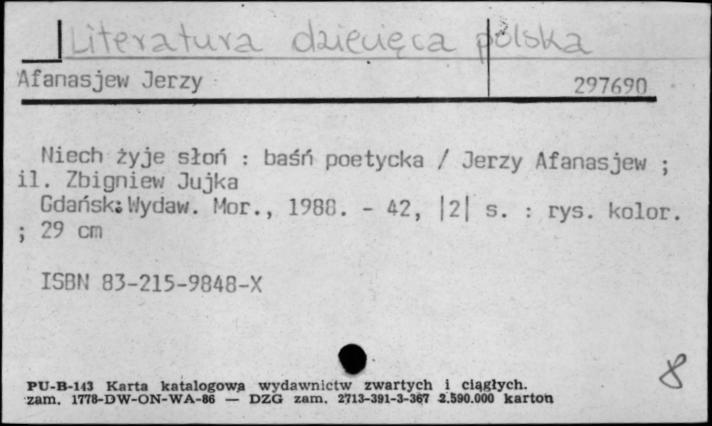 Literatura dziecięca polska
Afanasjew Jerzy 297690
Niech żyje słoń : baśń poetycka / Jerzy Afanasjew ;
il. Zbigniew Jujka
Gdańsk: Wydaw. Mor., 1988. - 42, |2| s. : rys. kolor.
; 29 cm
ISBN 83-215-9848-X
8
PU-B-143 Karta katalogowa wydawnictw zwartych i ciągłych.
zam. 1778-DW-ON-WA-86 — DZG zam. 2713-391-3-367 2.590.000 karton